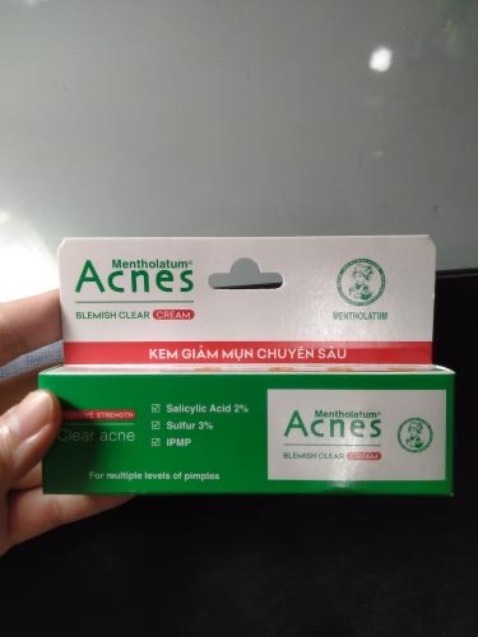 Mentholatum®
Acnes
BLEMISH CLEAR CREAM
MENTHOLATUM
KEM GIẢM MỤN CHUYÊN SÂU
STRENGTH
Clear acne
☑ Salicylic Acid 2%
☑ Sulfur 3%
☑ IPMP
For multiple levels of pimples
Mentholatum®
Acnes
BLEMISH CLEAR CREAM